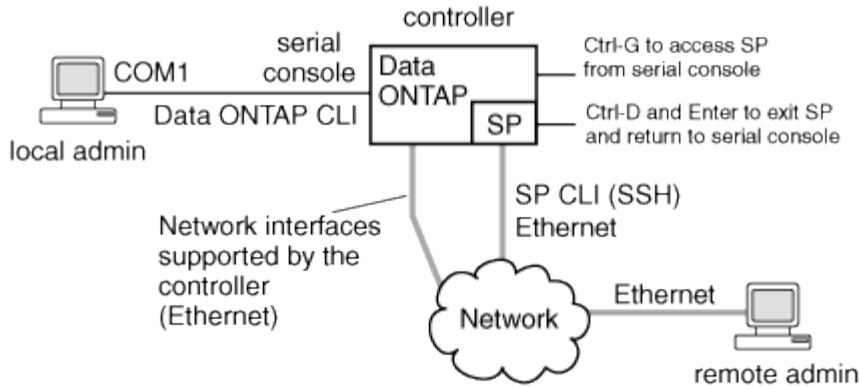 controller
serial
console
COM1
Data ONTAP CLI
local admin
Data
ONTAP
SP
Ctrl-G to access SP
from serial console
Ctrl-D and Enter to exit SP
and return to serial console
Network interfaces
supported by the
controller
(Ethernet)
SP CLI (SSH)
Ethernet
Network
Ethernet
remote admin